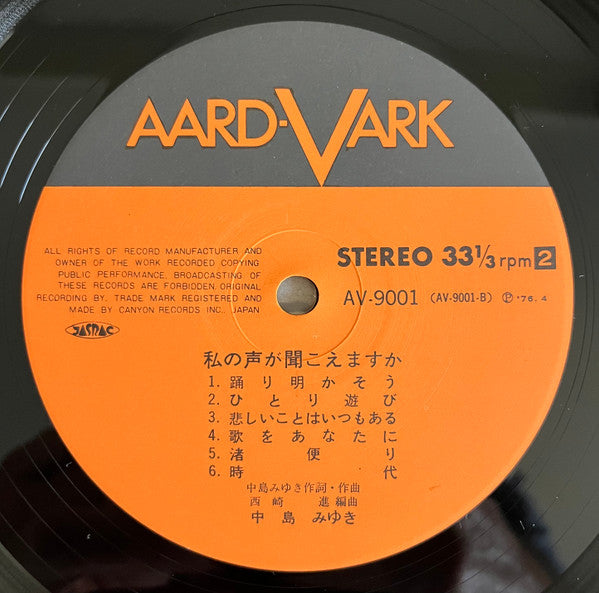 AARD-VARK
ALL RIGHTS OF RECORD MANUFACTURER AND
OWNER OF THE WORK RECORDED COPYING
PUBLIC PERFORMANCE, BROADCASTING OF
THESE RECORDS ARE FORBIDDEN. ORIGINAL
RECORDING BY. TRADE MARK REGISTERED AND
MADE BY CANYON RECORDS INC., JAPAN
JASRAC
STEREO 33 1/3 rpm 2
AV-9001 (AV-9001-B) Ⓟ '76. 4
私の声が聞こえますか
1. 踊り明かそう
2. ひとり遊び
3. 悲しいことはいつもある
4. 歌をあなたに
5. 渚便り
6. 時代
中島みゆき作詞・作曲
西崎 進編曲
中島 みゆき